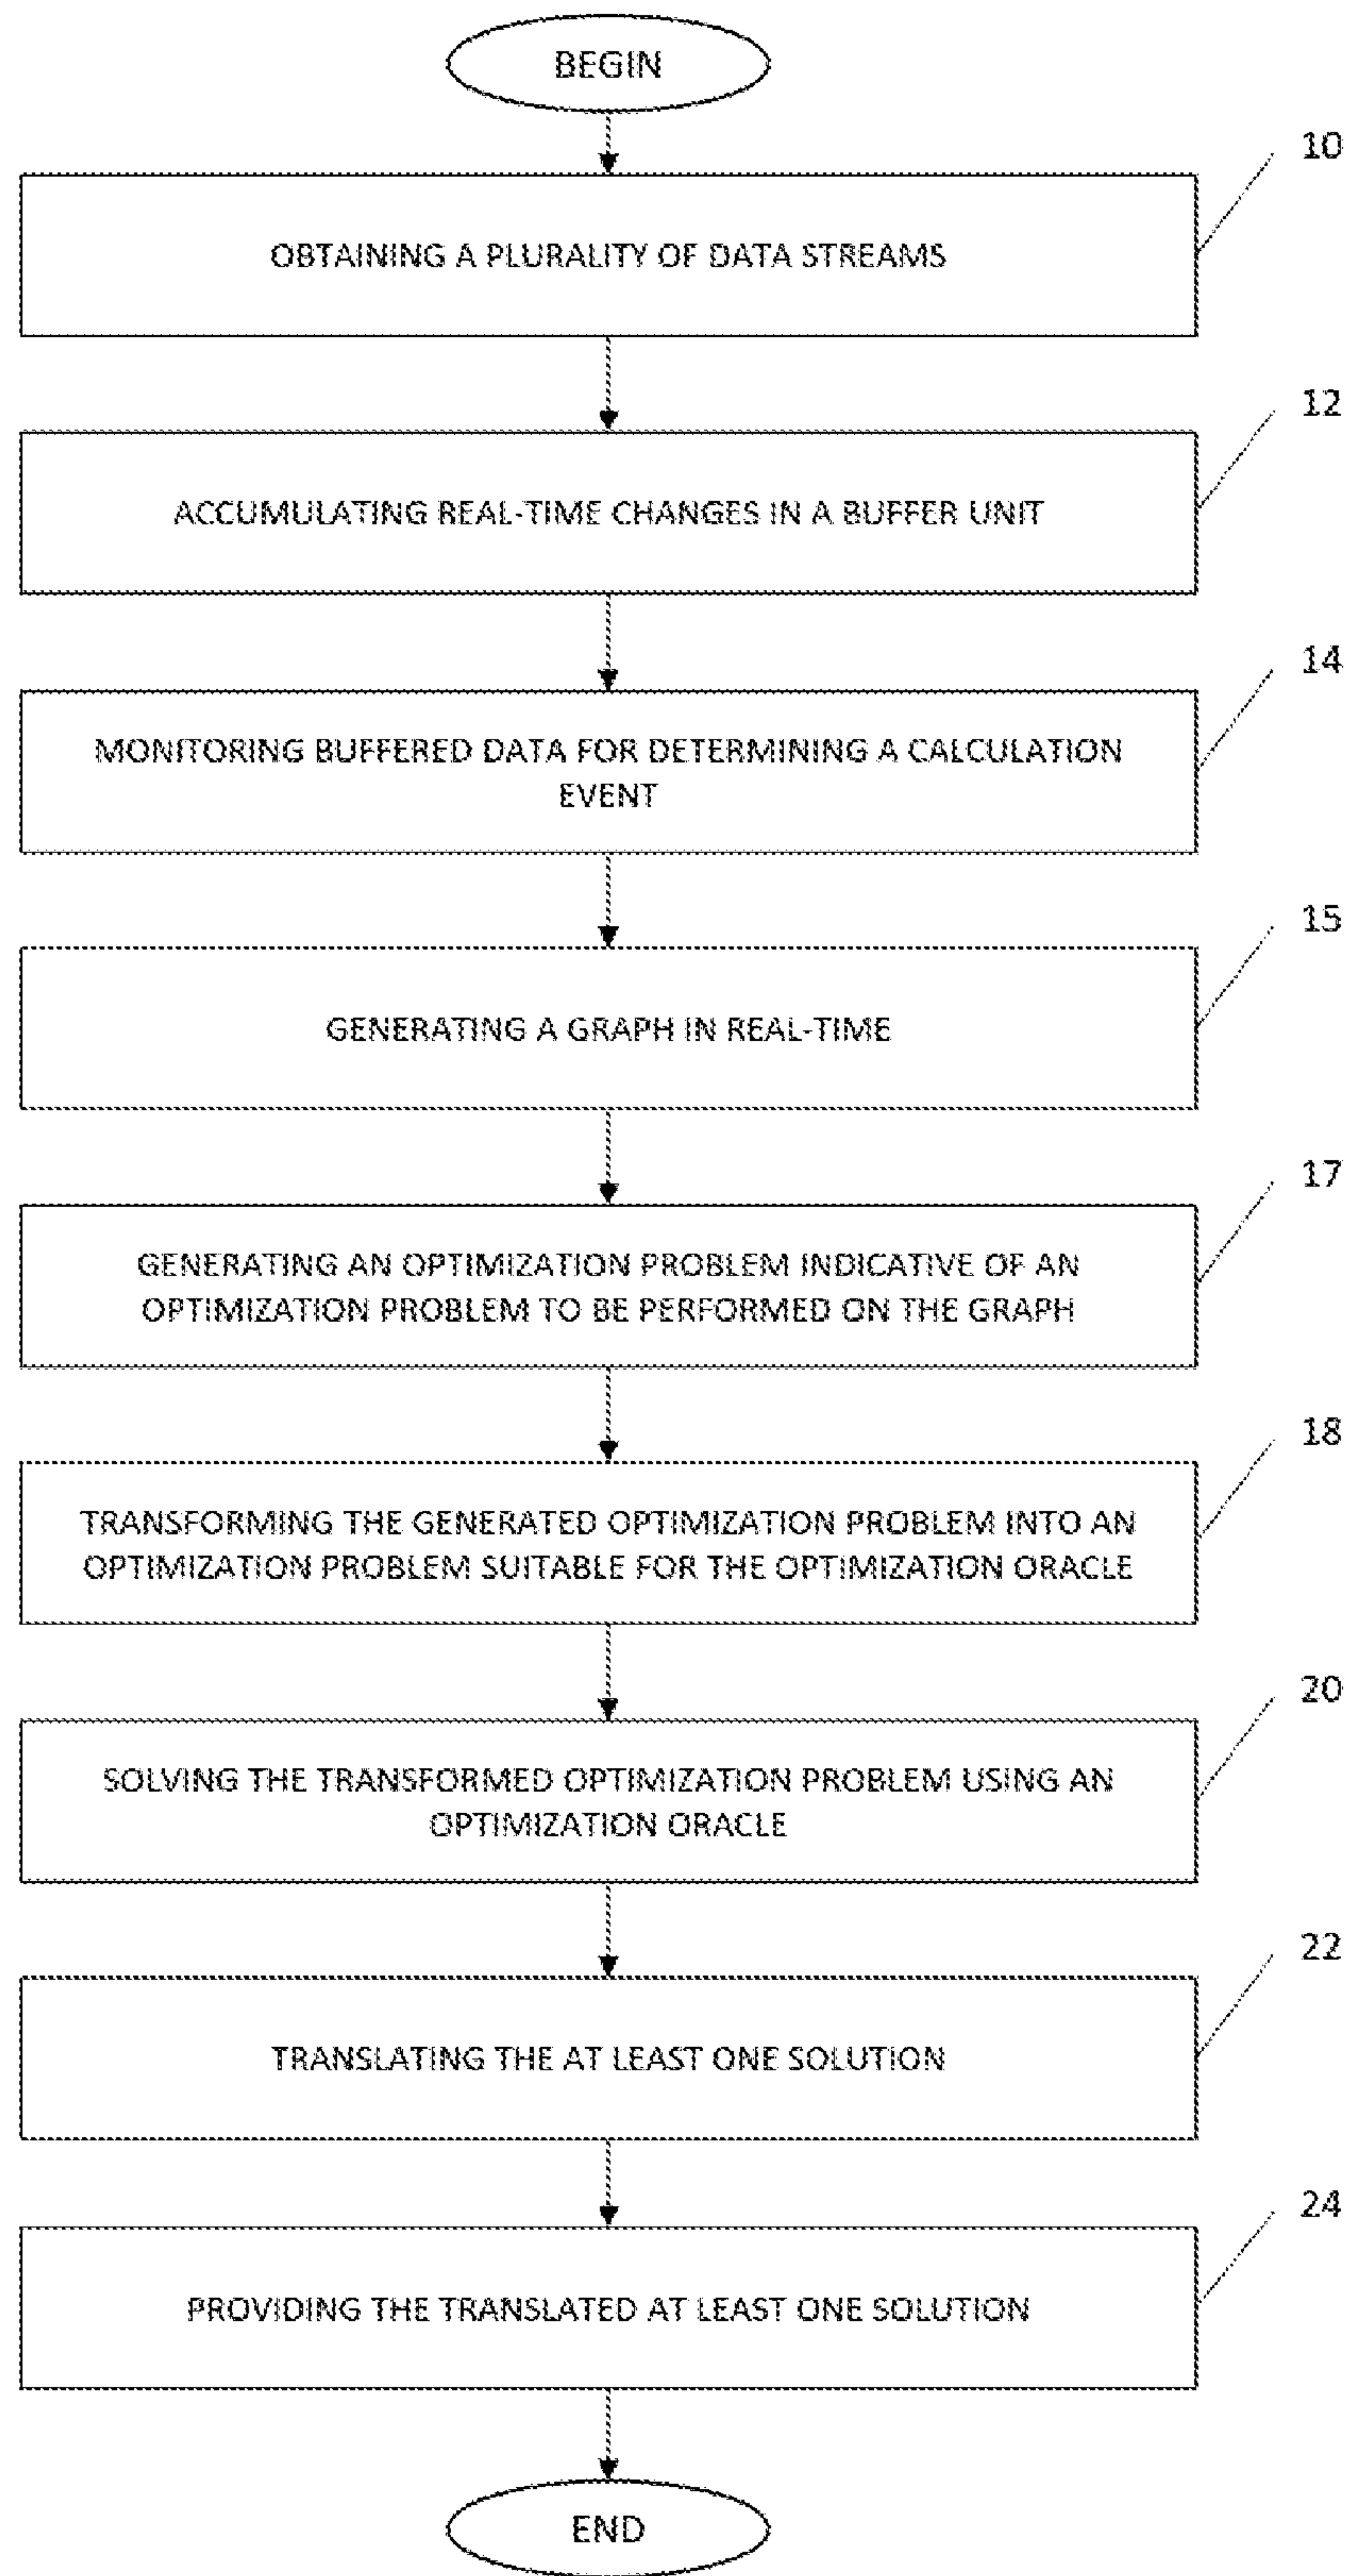 BEGIN
10
OBTAINING A PLURALITY OF DATA STREAMS
12
ACCUMULATING REAL-TIME CHANGES IN A BUFFER UNIT
14
MONITORING BUFFERED DATA FOR DETERMINING A CALCULATION
EVENT
15
GENERATING A GRAPH IN REAL-TIME
17
GENERATING AN OPTIMIZATION PROBLEM INDICATIVE OF AN
OPTIMIZATION PROBLEM TO BE PERFORMED ON THE GRAPH
18
TRANSFORMING THE GENERATED OPTIMIZATION PROBLEM INTO AN
OPTIMIZATION PROBLEM SUITABLE FOR THE OPTIMIZATION ORACLE
20
SOLVING THE TRANSFORMED OPTIMIZATION PROBLEM USING AN
OPTIMIZATION ORACLE
22
TRANSLATING THE AT LEAST ONE SOLUTION
24
PROVIDING THE TRANSLATED AT LEAST ONE SOLUTION
END